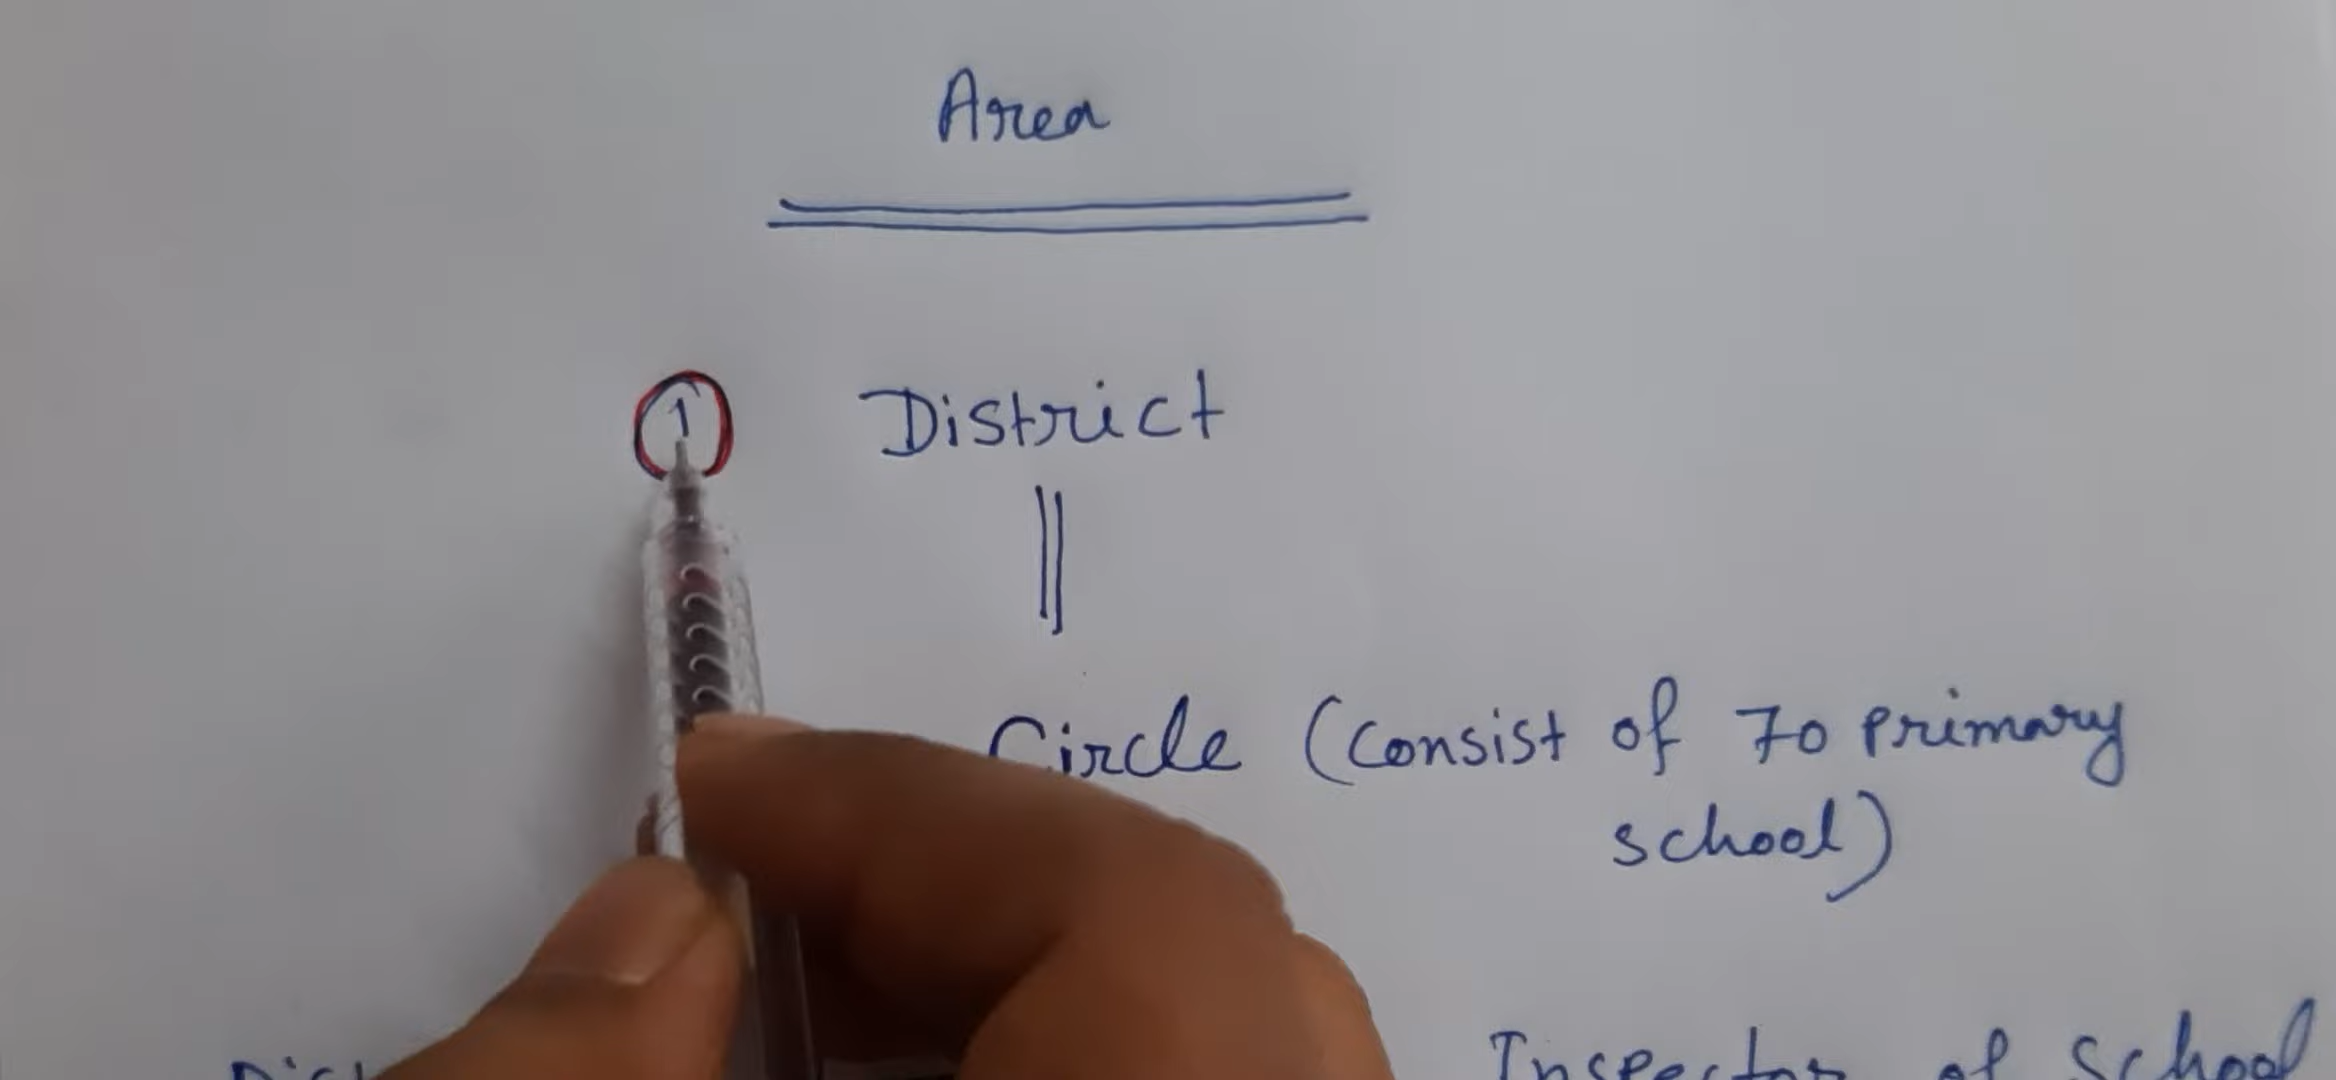 Area
1 District
Circle (Consist of 70 primary
school)
Inspector of School